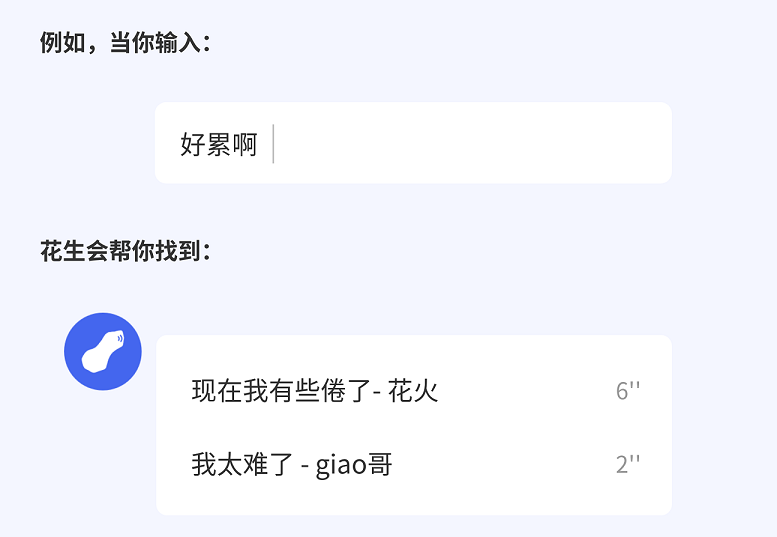 例如，当你输入：
好累啊
花生会帮你找到：
现在我有些倦了- 花火 6''
我太难了 - giao哥 2''